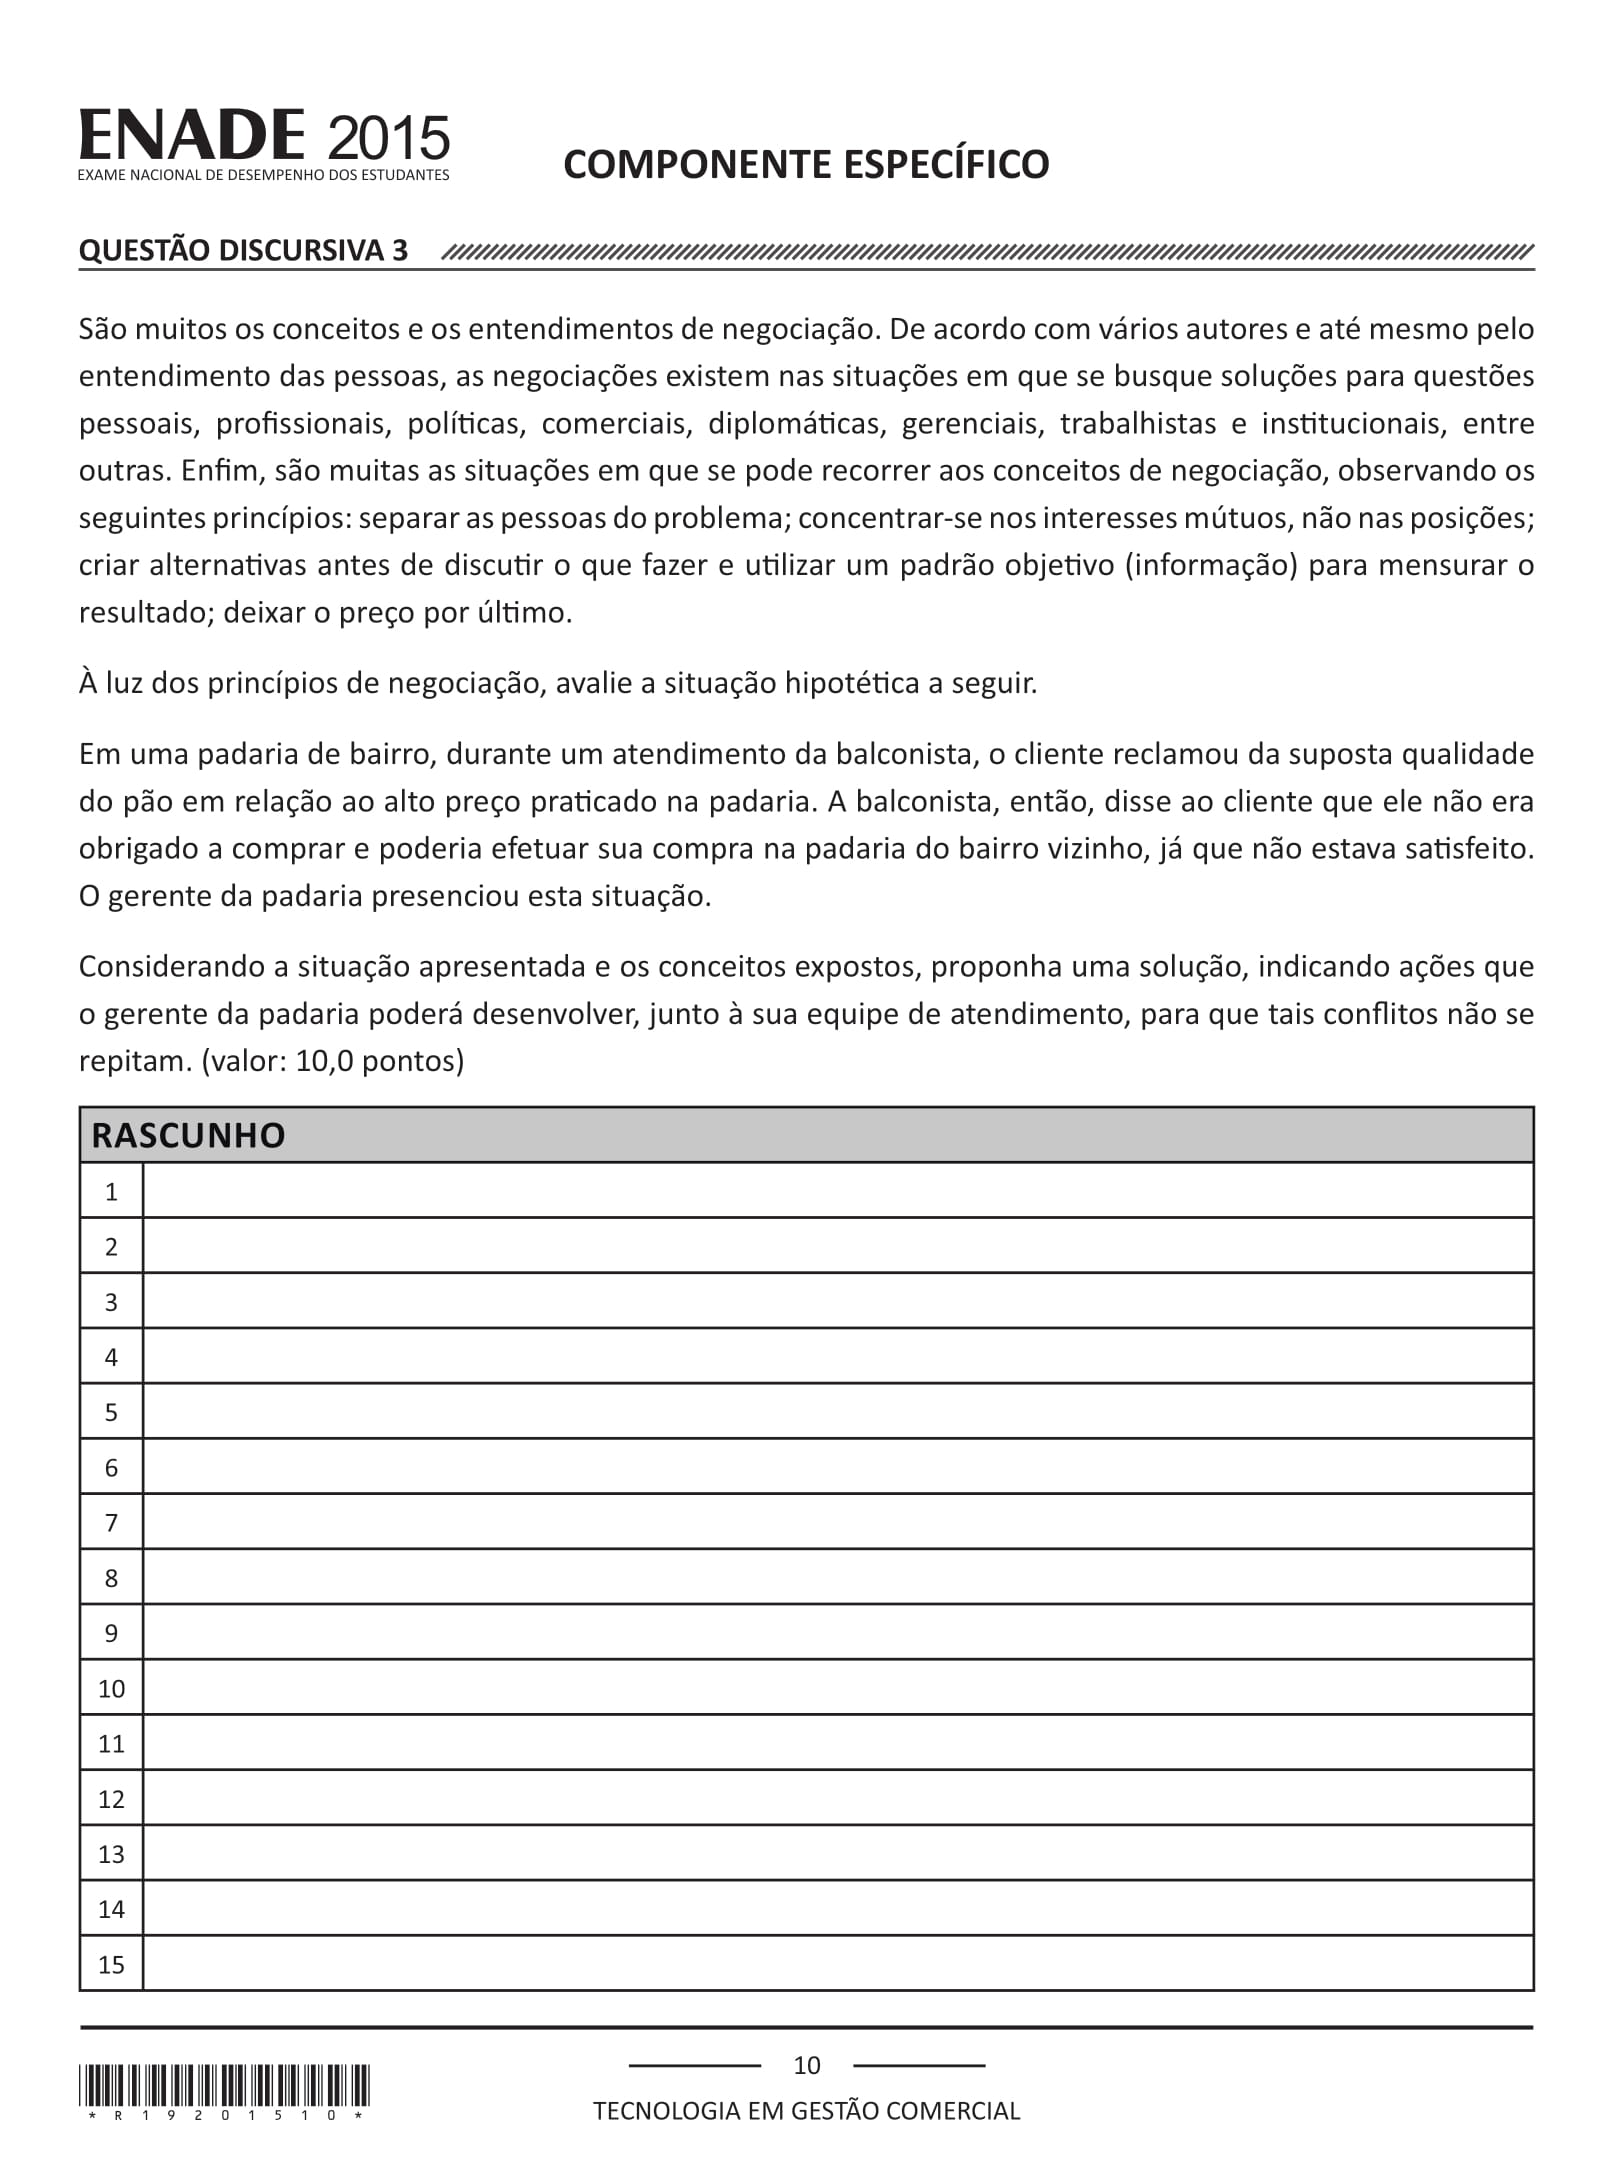 ENADE 2015
EXAME NACIONAL DE DESEMPENHO DOS ESTUDANTES
COMPONENTE ESPECÍFICO
QUESTÃO DISCURSIVA 3
São muitos os conceitos e os entendimentos de negociação. De acordo com vários autores e até mesmo pelo
entendimento das pessoas, as negociações existem nas situações em que se busque soluções para questões
pessoais, profissionais, políticas, comerciais, diplomáticas, gerenciais, trabalhistas e institucionais, entre
outras. Enfim, são muitas as situações em que se pode recorrer aos conceitos de negociação, observando os
seguintes princípios: separar as pessoas do problema; concentrar-se nos interesses mútuos, não nas posições;
criar alternativas antes de discutir o que fazer e utilizar um padrão objetivo (informação) para mensurar o
resultado; deixar o preço por último.
À luz dos princípios de negociação, avalie a situação hipotética a seguir.
Em uma padaria de bairro, durante um atendimento da balconista, o cliente reclamou da suposta qualidade
do pão em relação ao alto preço praticado na padaria. A balconista, então, disse ao cliente que ele não era
obrigado a comprar e poderia efetuar sua compra na padaria do bairro vizinho, já que não estava satisfeito.
O gerente da padaria presenciou esta situação.
Considerando a situação apresentada e os conceitos expostos, proponha uma solução, indicando ações que
o gerente da padaria poderá desenvolver, junto à sua equipe de atendimento, para que tais conflitos não se
repitam. (valor: 10,0 pontos)
RASCUNHO
1
2
3
4
5
6
7
8
9
10
11
12
13
14
15
10
* R 1 9 2 0 1 5 1 0 *
TECNOLOGIA EM GESTÃO COMERCIAL